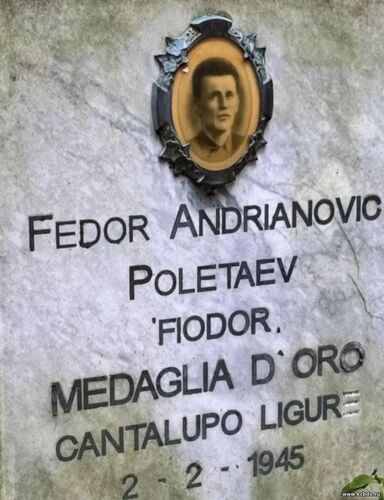 FEDOR ANDRIANOVIC
POLETAEV
'FIODOR.
MEDAGLIA D'ORO
CANTALUPO LIGURE
2 - 2 - 1945